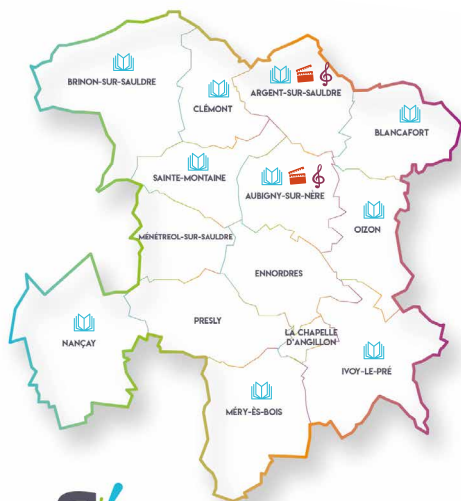 BRINON-SUR-SAULDRE
CLÉMONT
ARGENT-SUR-SAULDRE
BLANCAFORT
SAINTE-MONTAINE
AUBIGNY-SUR-NÈRE
OIZON
MÉNÉTREOL-SUR-SAULDRE
ENNORDRES
PRESLY
LA CHAPELLE
D'ANGILLON
NANÇAY
IVOY-LE-PRÉ
MÉRY-ÈS-BOIS